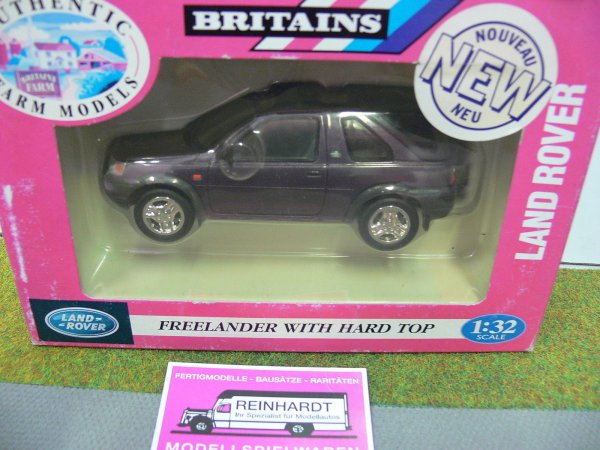 AUTHENTIC
BRITAINS
FARM
FARM MODELS
BRITAINS
NOUVEAU
NEW
NEU
LAND ROVER
LAND
ROVER
FREELANDER WITH HARD TOP
1:32
SCALE
FERTIGMODELLE - BAUSÄTZE - RARITÄTEN
REINHARDT
Ihr Spezialist für Modellautos
MODELLSPIELWAREN